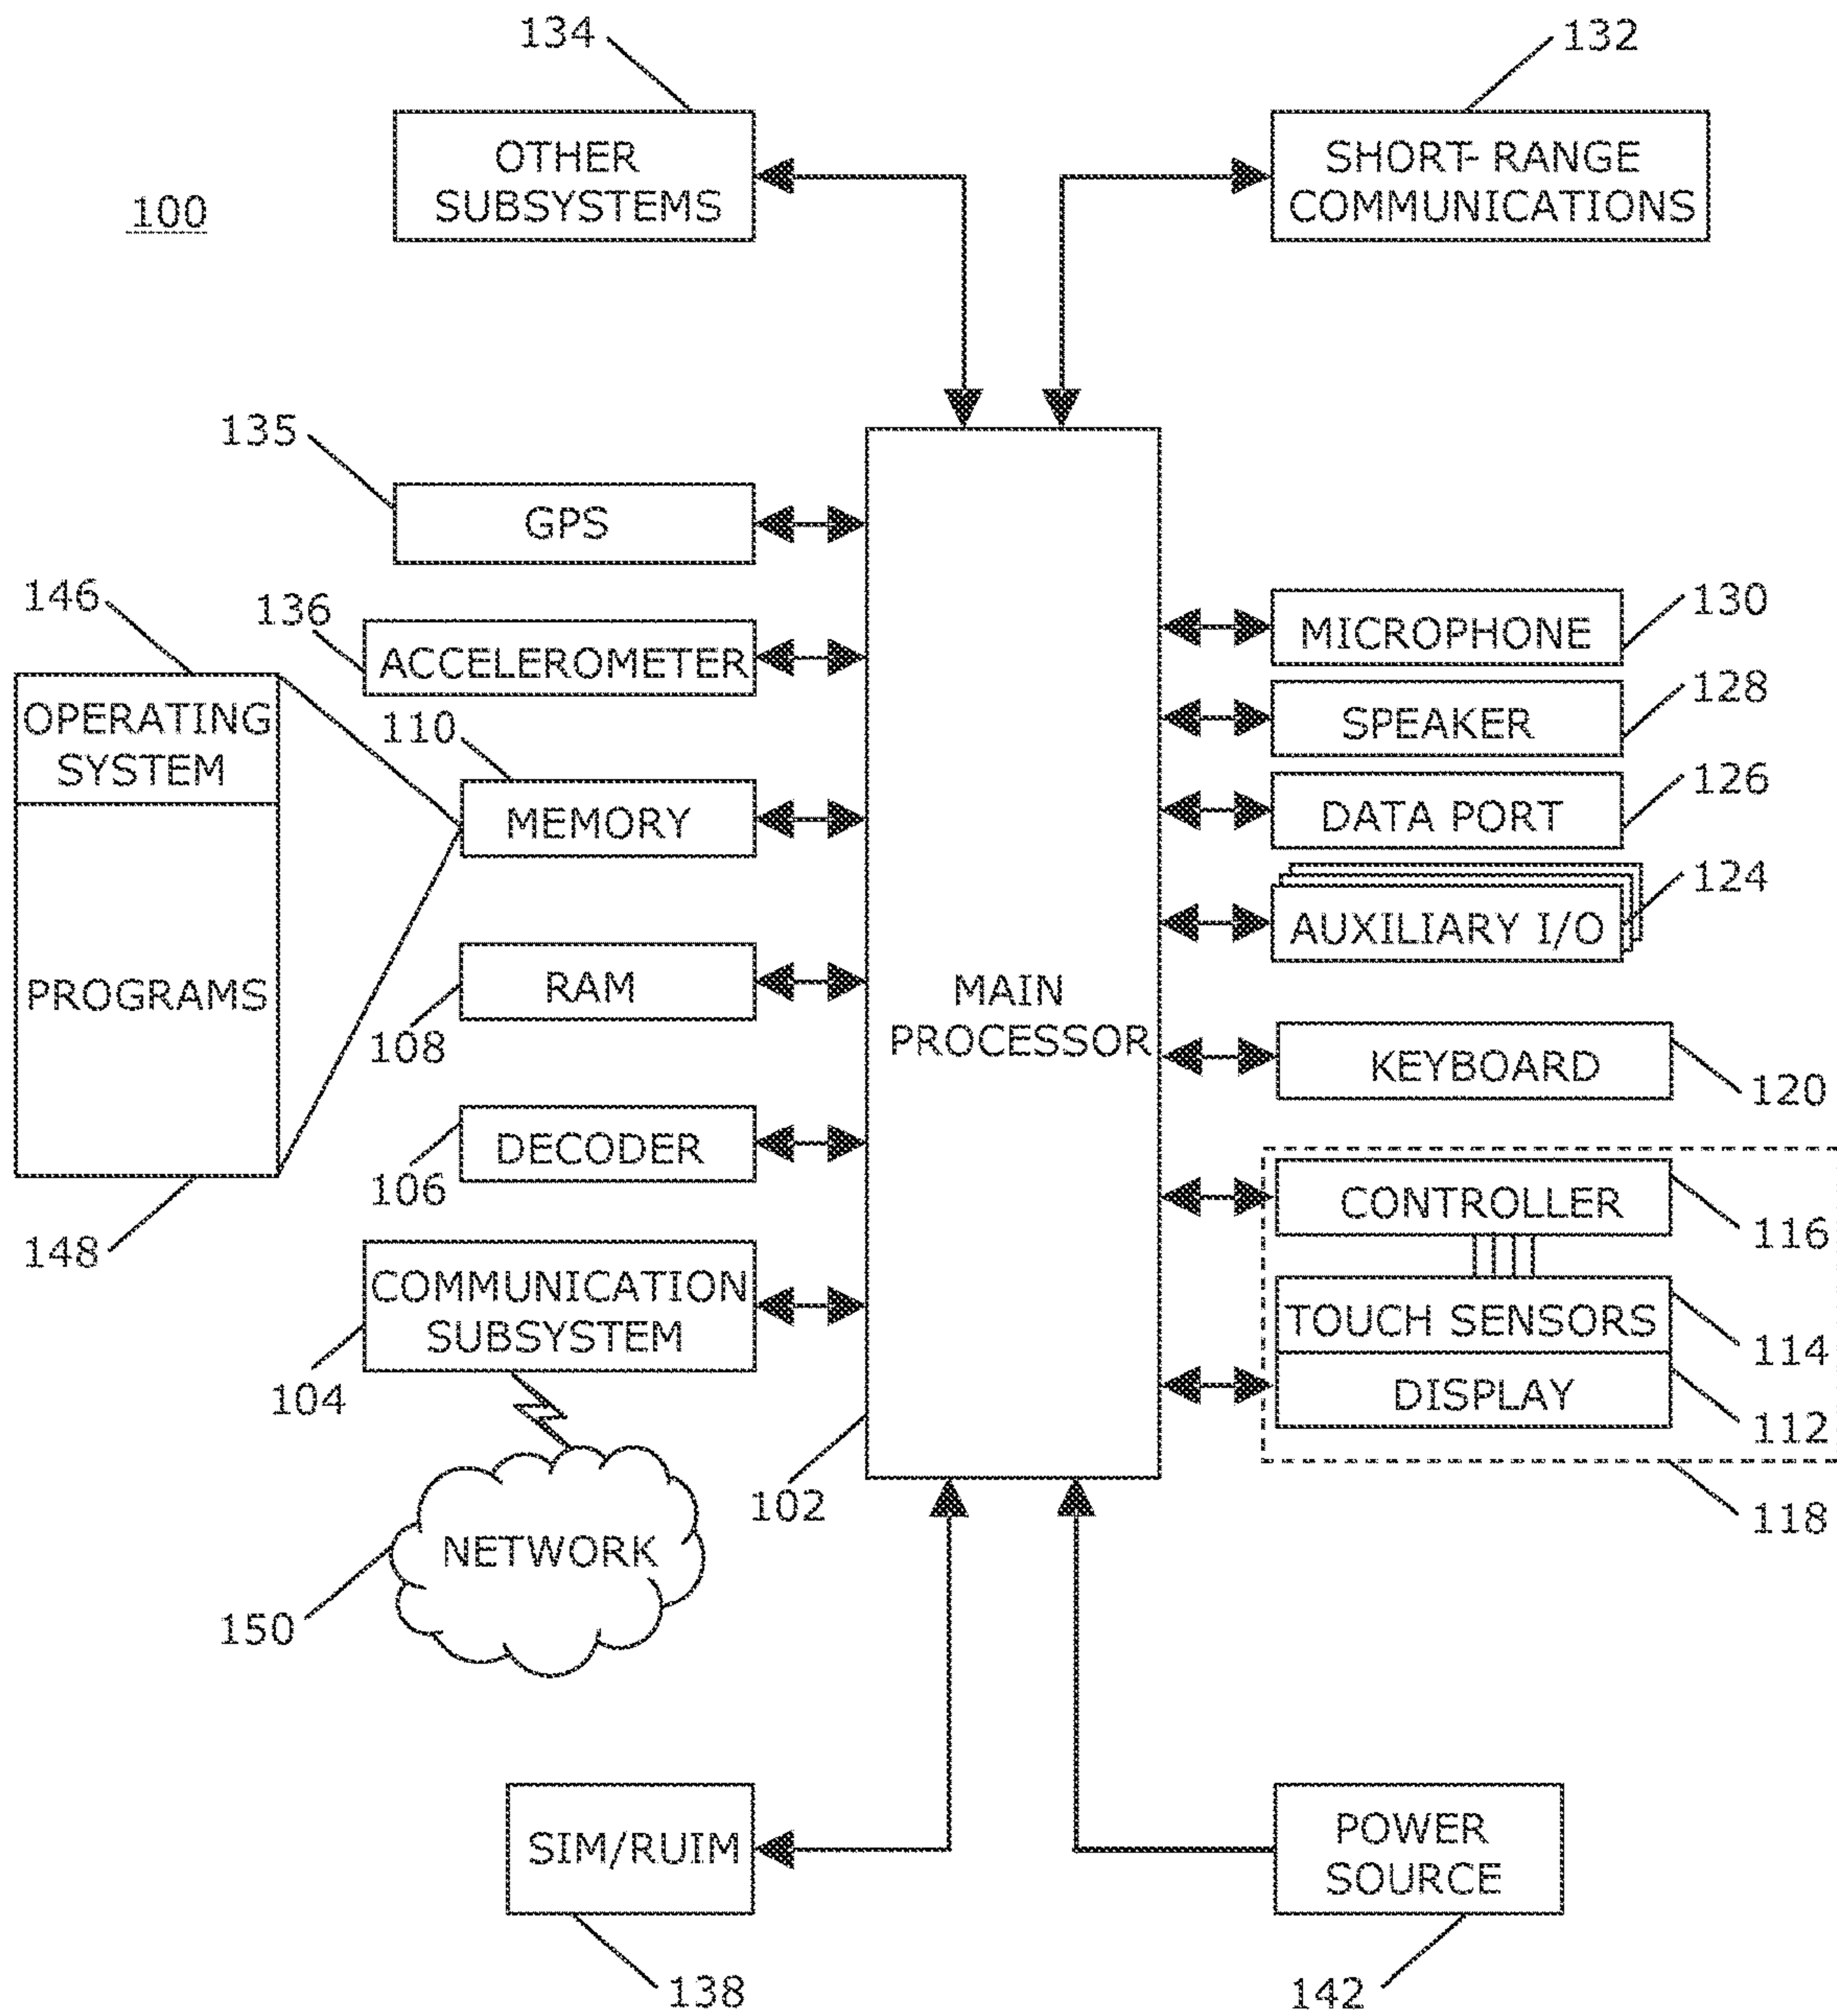 134
132
OTHER
SUBSYSTEMS
SHORT- RANGE
COMMUNICATIONS
100
135
GPS
146
136
ACCELEROMETER
OPERATING
SYSTEM
110
MEMORY
PROGRAMS
RAM
108
DECODER
106
148
COMMUNICATION
SUBSYSTEM
104
NETWORK
150
MAIN
PROCESSOR
102
MICROPHONE
130
SPEAKER
128
DATA PORT
126
AUXILIARY I/O
124
KEYBOARD
120
CONTROLLER
116
TOUCH SENSORS
114
DISPLAY
112
118
SIM/RUIM
138
POWER
SOURCE
142